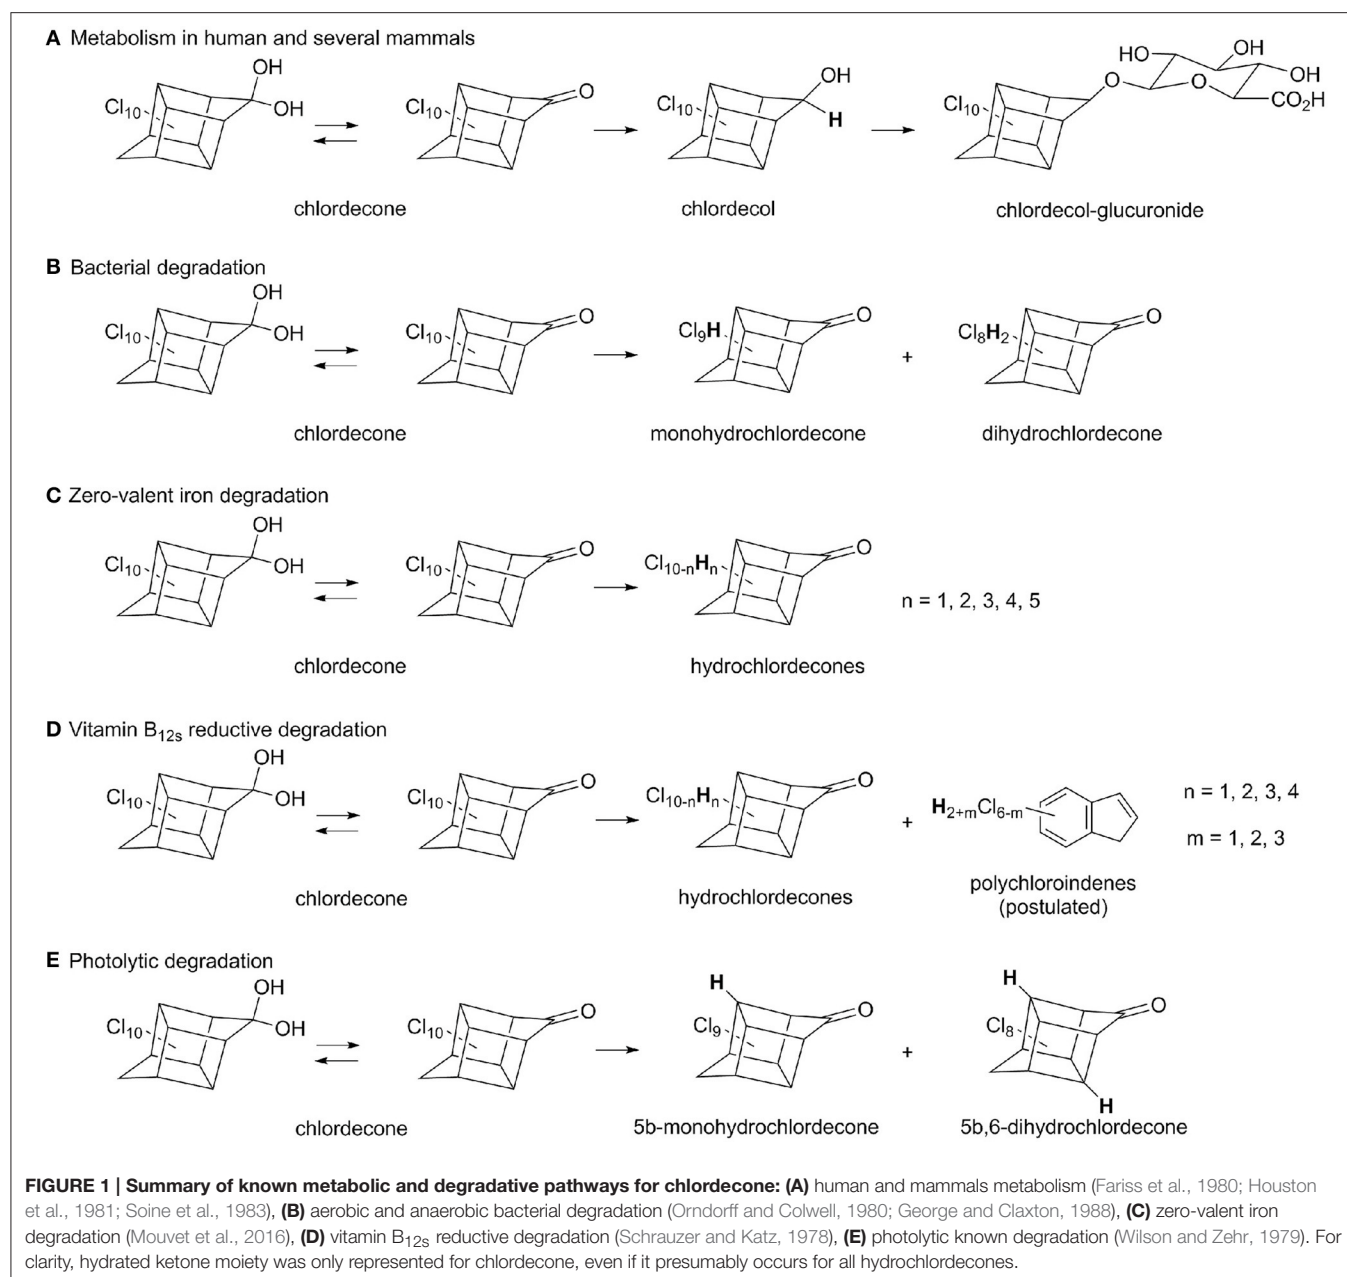 A Metabolism in human and several mammals
OH
OH
Cl10
Cl10
O
Cl10
OH
H
Cl10
O
HO
OH
OH
O
CO2H
chlordecone
chlordecol
chlordecol-glucuronide
B Bacterial degradation
OH
OH
Cl10
Cl10
O
Cl9H
O
+
Cl8H2
O
chlordecone
monohydrochlordecone
dihydrochlordecone
C Zero-valent iron degradation
OH
OH
Cl10
Cl10
O
Cl10-nHn
O
n = 1, 2, 3, 4, 5
chlordecone
hydrochlordecones
D Vitamin B12s reductive degradation
OH
OH
Cl10
Cl10
O
Cl10-nHn
O
+
H2+mCl6-m
n = 1, 2, 3, 4
m = 1, 2, 3
chlordecone
hydrochlordecones
polychloroindenes
(postulated)
E Photolytic degradation
OH
OH
Cl10
Cl10
O
H
Cl9
O
+
H
Cl8
O
H
chlordecone
5b-monohydrochlordecone
5b,6-dihydrochlordecone
FIGURE 1 | Summary of known metabolic and degradative pathways for chlordecone: (A) human and mammals metabolism (Fariss et al., 1980; Houston
et al., 1981; Soine et al., 1983), (B) aerobic and anaerobic bacterial degradation (Orndorff and Colwell, 1980; George and Claxton, 1988), (C) zero-valent iron
degradation (Mouvet et al., 2016), (D) vitamin B12s reductive degradation (Schrauzer and Katz, 1978), (E) photolytic known degradation (Wilson and Zehr, 1979). For
clarity, hydrated ketone moiety was only represented for chlordecone, even if it presumably occurs for all hydrochlordecones.